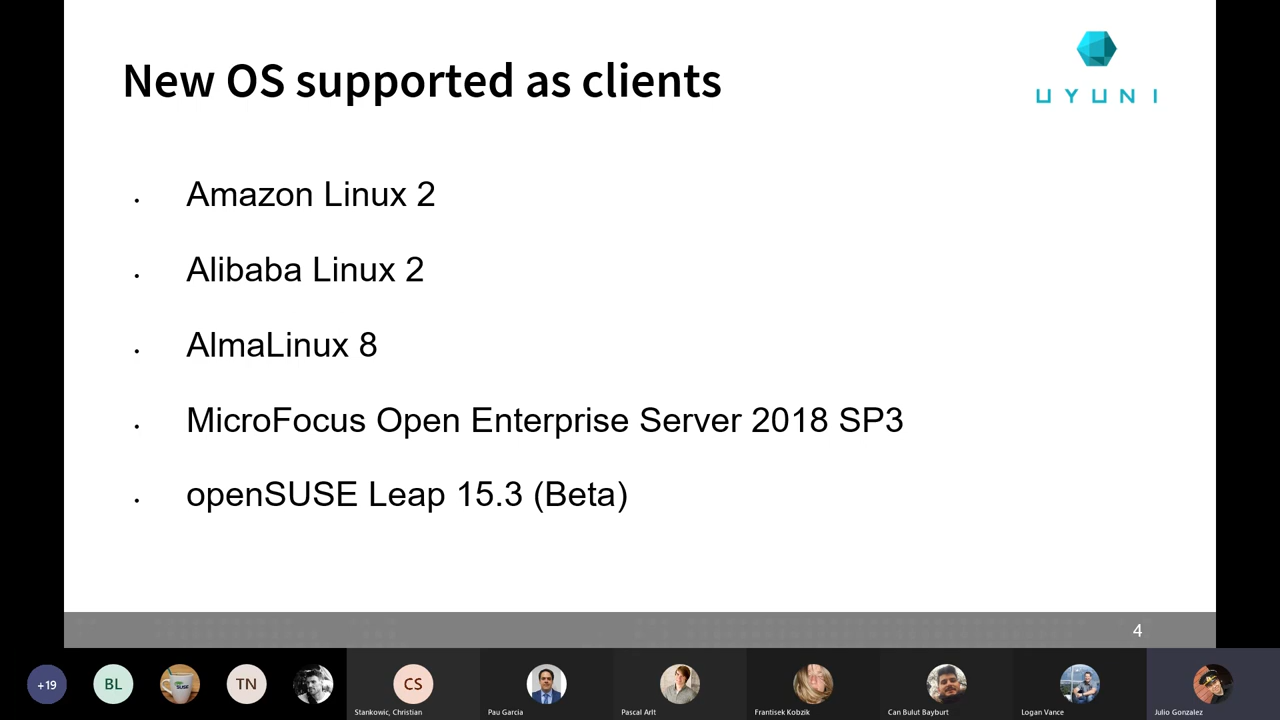 New OS supported as clients
UYUNI
Amazon Linux 2
Alibaba Linux 2
AlmaLinux 8
MicroFocus Open Enterprise Server 2018 SP3
openSUSE Leap 15.3 (Beta)
4
+19
BL
TN
CS
Stankowic, Christian
Pau Garcia
Pascal Arlt
Frantisek Kobzik
Can Bulut Bayburt
Logan Vance
Julio Gonzalez